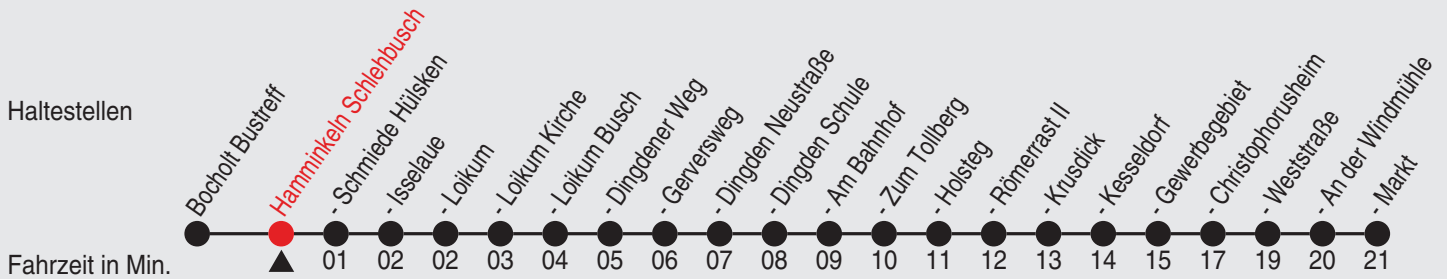 Haltestellen
Bocholt Bustreff
Hamminkeln Schlehbusch
- Schmiede Hülsken
- Isselaue
- Loikum
- Loikum Kirche
- Loikum Busch
- Dingdener Weg
- Gerversweg
- Dingden Neustraße
- Dingden Schule
- Am Bahnhof
- Zum Tollberg
- Holsteg
- Römerrast II
- Krusdick
- Kesseldorf
- Gewerbegebiet
- Christophorusheim
- Weststraße
- An der Windmühle
- Markt
Fahrzeit in Min. 01 02 02 03 04 05 06 07 08 09 10 11 12 13 14 15 17 19 20 21